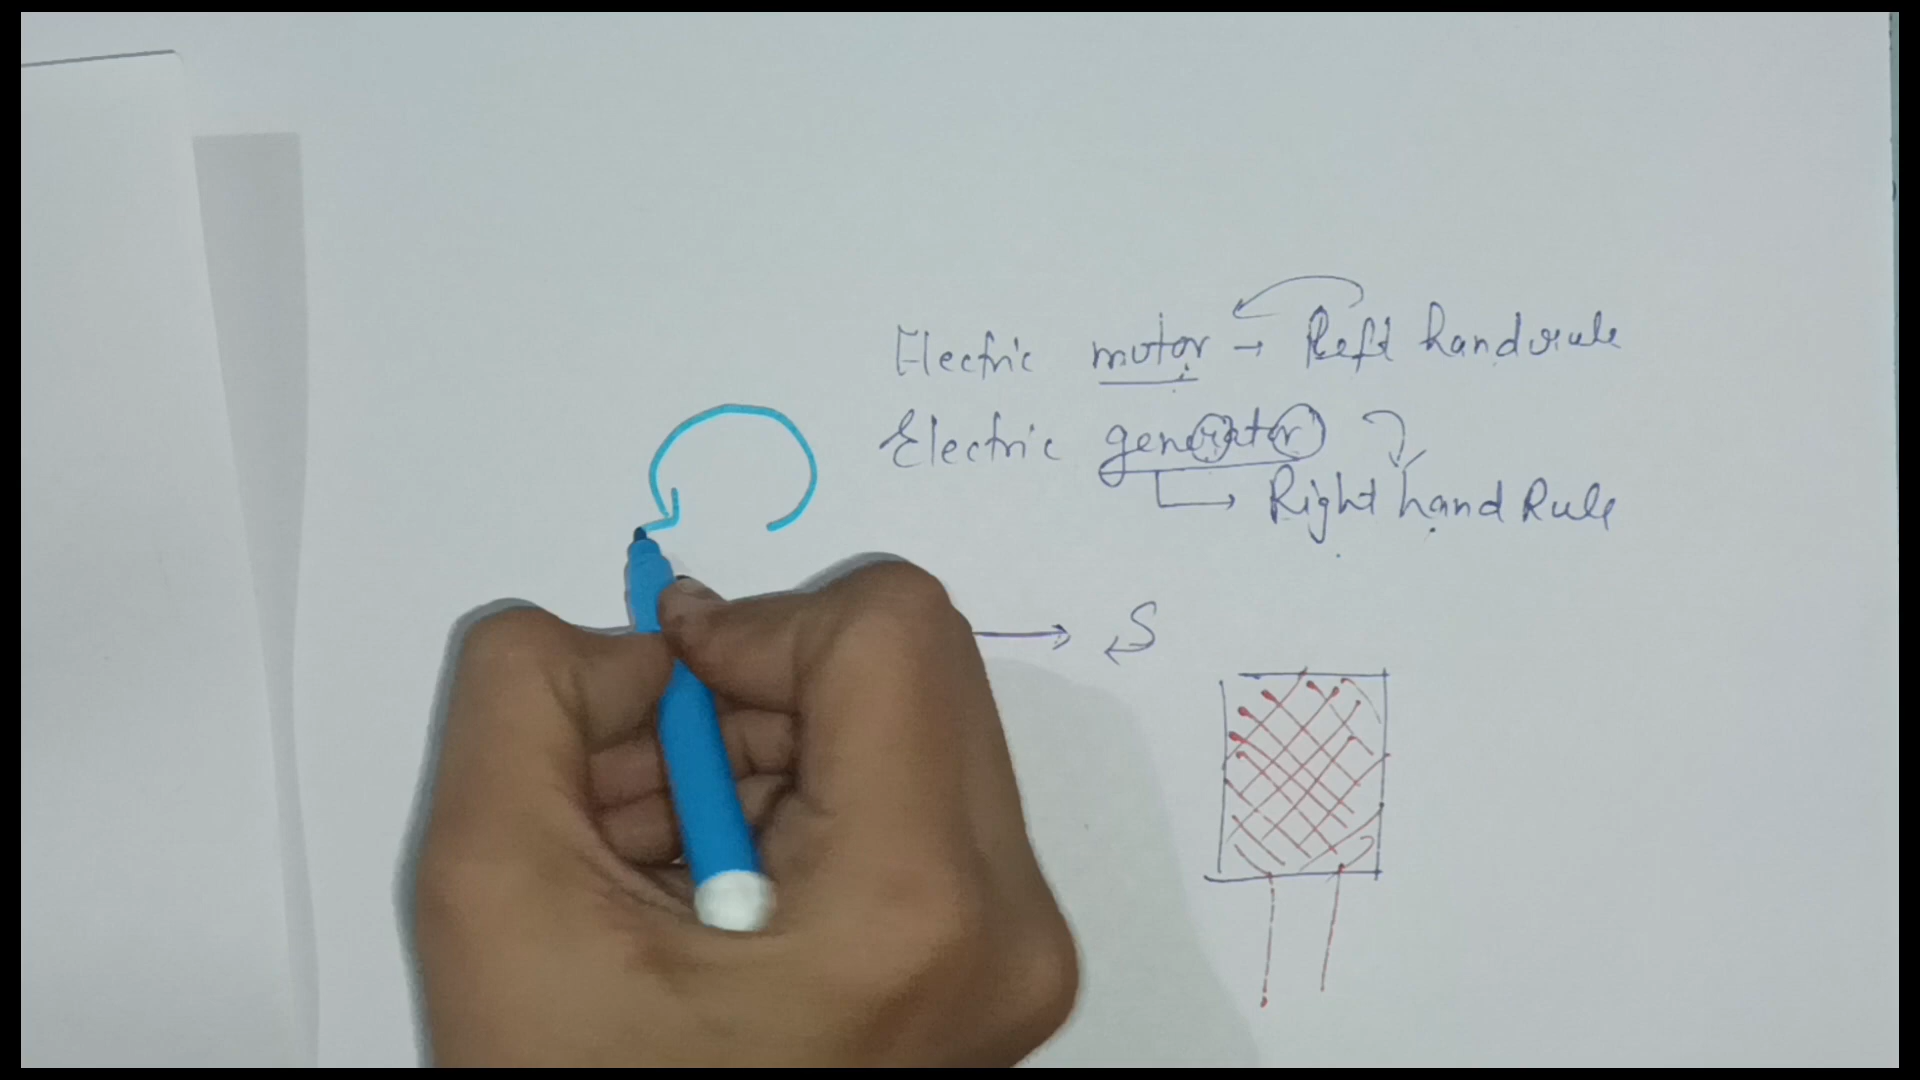 Electric motor → Left hand rule
Electric generator
Right hand Rule
S